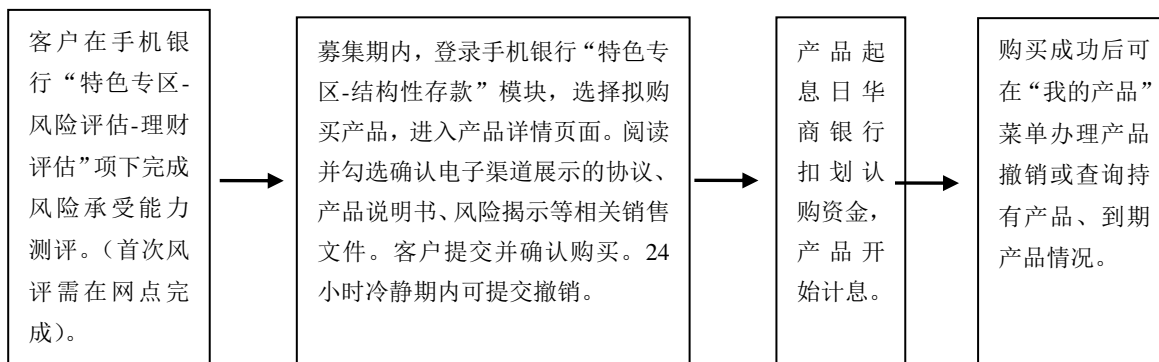 客户在手机银
行“特色专区-
风险评估-理财
评估”项下完成
风险承受能力
测评。（首次风
评需在网点完
成）。
募集期内，登录手机银行“特色专
区-结构性存款”模块，选择拟购
买产品，进入产品详情页面。阅读
并勾选确认电子渠道展示的协议、
产品说明书、风险揭示等相关销售
文件。客户提交并确认购买。24
小时冷静期内可提交撤销。
产品起
息日华
商银行
扣划认
购资金，
产品开
始计息。
购买成功后可
在“我的产品”
菜单办理产品
撤销或查询持
有产品、到期
产品情况。